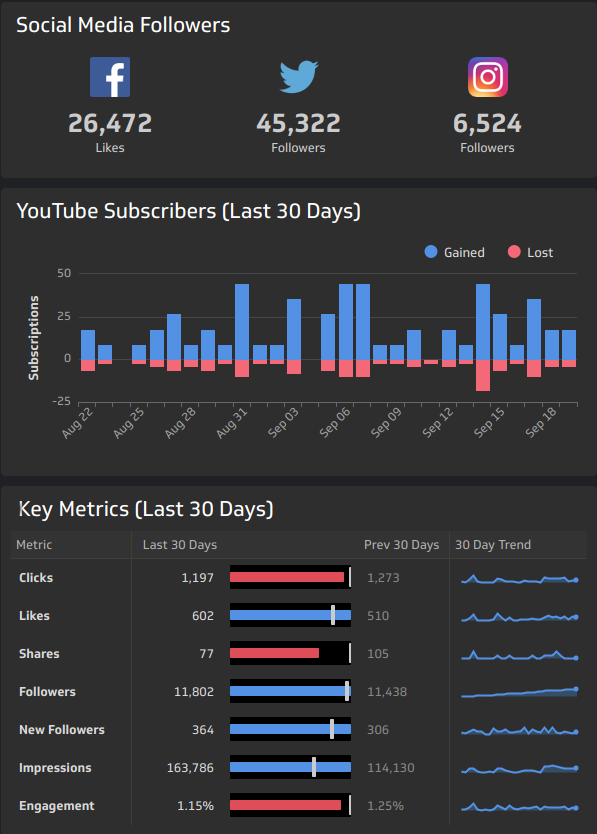 Social Media Followers
26,472 45,322 6,524
Likes Followers Followers
YouTube Subscribers (Last 30 Days)
Gained Lost
50
25
0
-25
Subscriptions
Aug 22 Aug 25 Aug 28 Aug 31 Sep 03 Sep 06 Sep 09 Sep 12 Sep 15 Sep 18
Key Metrics (Last 30 Days)
Metric Last 30 Days Prev 30 Days 30 Day Trend
Clicks 1,197 1,273
Likes 602 510
Shares 77 105
Followers 11,802 11,438
New Followers 364 306
Impressions 163,786 114,130
Engagement 1.15% 1.25%